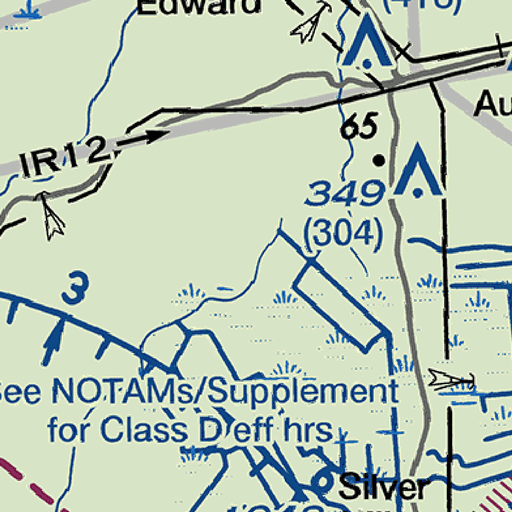 Edward
Au
65
IR12
349
(304)
3
See NOTAMs/Supplement
for Class D eff hrs
Silver